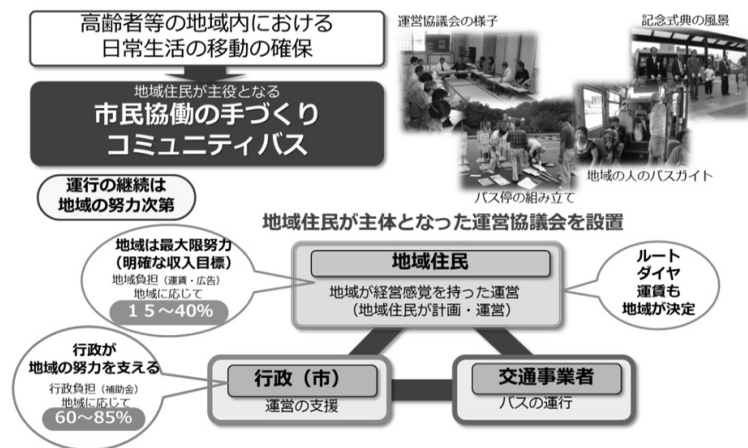 高齢者等の地域内における
日常生活の移動の確保
地域住民が主役となる
市民協働の手づくり
コミュニティバス
運営協議会の様子
記念式典の風景
バス停の組み立て
地域の人のバスガイド
運行の継続は
地域の努力次第
地域住民が主体となった運営協議会を設置
地域は最大限努力
（明確な収入目標）
地域負担（運賃・広告）
地域に応じて
１５～40%
地域住民
地域が経営感覚を持った運営
（地域住民が計画・運営）
ルート
ダイヤ
運賃も
地域が決定
行政が
地域の努力を支える
行政負担（補助金）
地域に応じて
60～85%
行政（市）
運営の支援
交通事業者
バスの運行